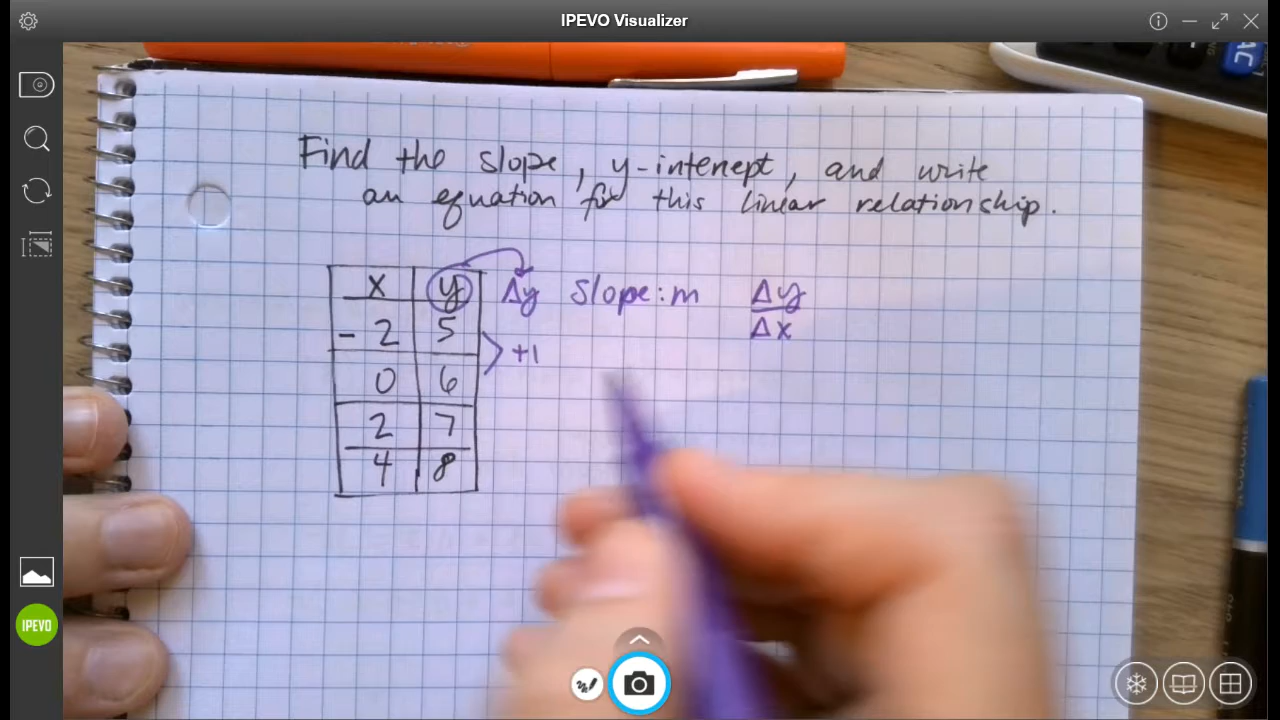 IPEVO Visualizer
Find the slope, y-intercept, and write
an equation for this linear relationship.
x y Δy Slope: m Δy
Δx
-2 5
+1
0 6
2 7
4 8
IPEVO
AC